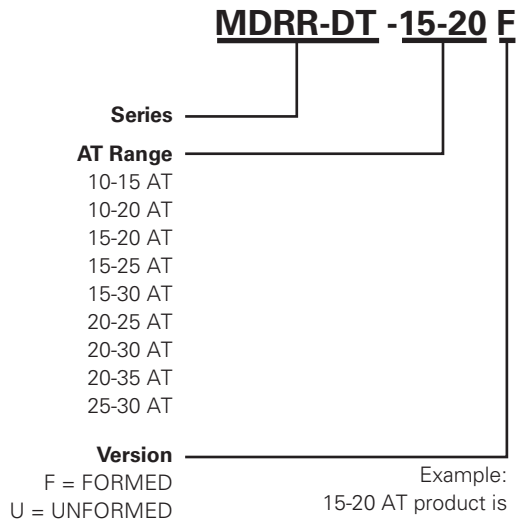 MDRR-DT -15-20 F
Series
AT Range
10-15 AT
10-20 AT
15-20 AT
15-25 AT
15-30 AT
20-25 AT
20-30 AT
20-35 AT
25-30 AT
Version
F = FORMED
U = UNFORMED
Example:
15-20 AT product is